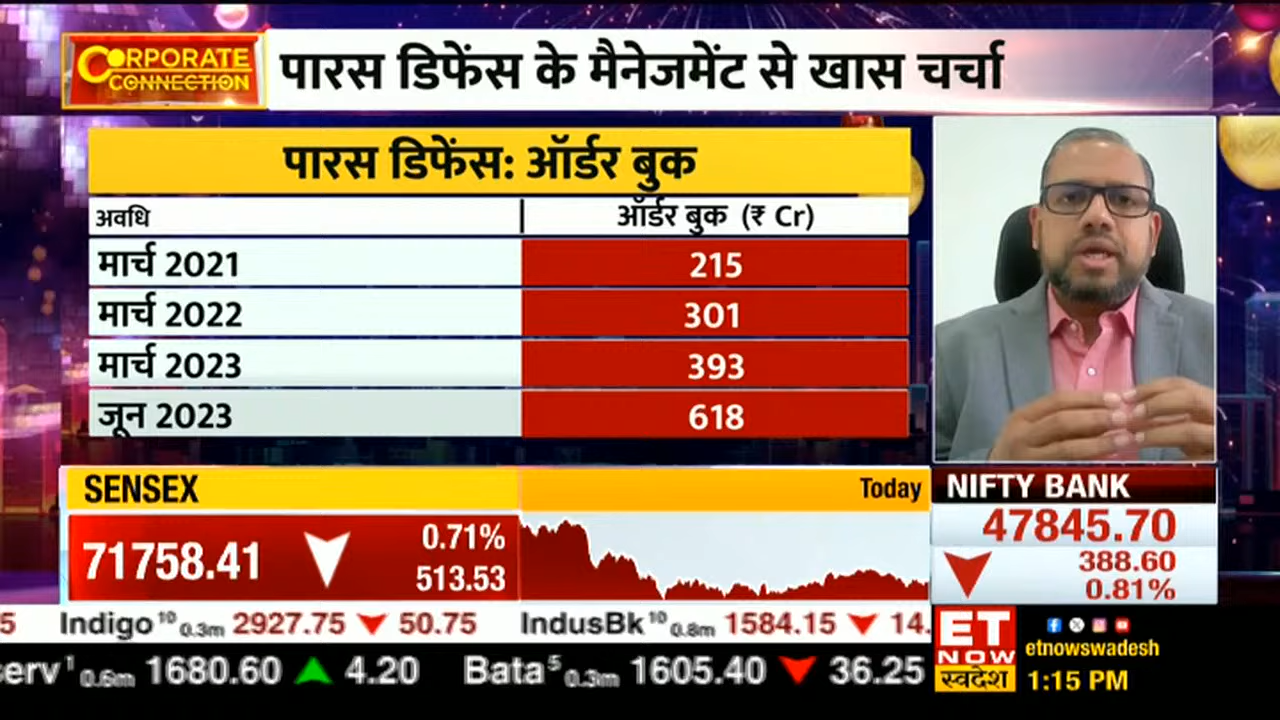 CORPORATE
CONNECTION
पारस डिफेंस के मैनेजमेंट से खास चर्चा
पारस डिफेंस: ऑर्डर बुक
अवधि ऑर्डर बुक (₹ Cr)
मार्च 2021 215
मार्च 2022 301
मार्च 2023 393
जून 2023 618
SENSEX Today
71758.41 0.71%
513.53
NIFTY BANK
47845.70
388.60
0.81%
5 Indigo 10 0.3m 2927.75 50.75 IndusBk 10 0.8m 1584.15 14.
erv 1 0.6m 1680.60 4.20 Bata 5 0.3m 1605.40 36.25
ET
NOW
स्वदेश
etnowswadesh
1:15 PM